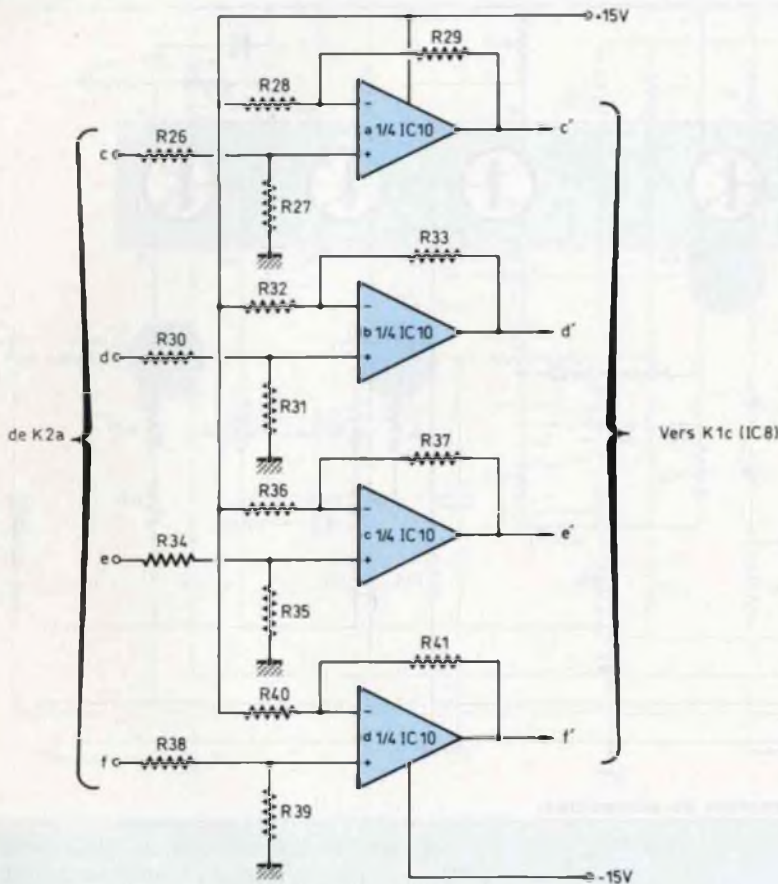 +15V
R29
R28
a 1/4 IC10
-
+
c'
c
R26
R27
R33
R32
b 1/4 IC10
-
+
d'
d
R30
R31
de K2a
Vers K1c (IC8)
R37
R36
c 1/4 IC10
-
+
e'
e
R34
R35
R41
R40
d 1/4 IC10
-
+
f'
f
R38
R39
-15V